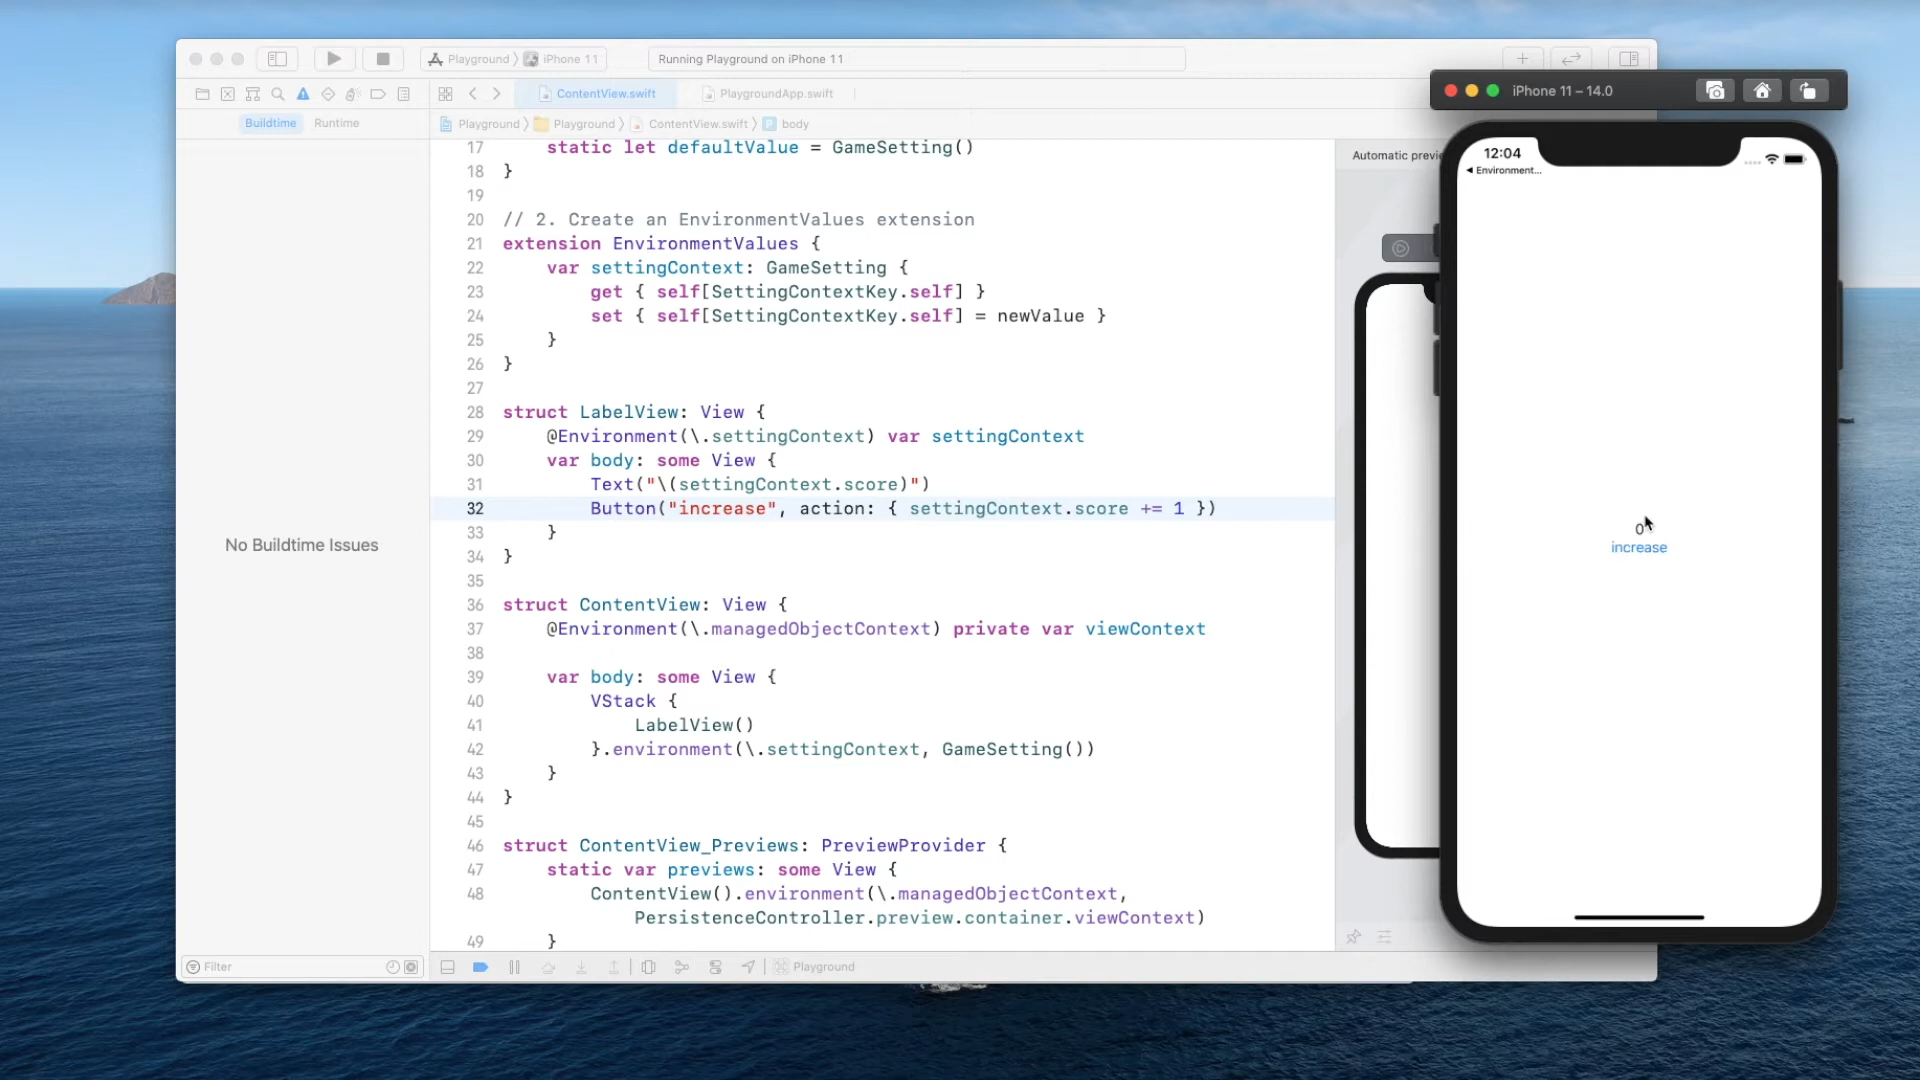 Playground 〉 iPhone 11
Running Playground on iPhone 11
iPhone 11 – 14.0
ContentView.swift
PlaygroundApp.swift
Buildtime
Runtime
Playground 〉 Playground 〉 ContentView.swift 〉 body
17 static let defaultValue = GameSetting()
18 }
19
20 // 2. Create an EnvironmentValues extension
21 extension EnvironmentValues {
22 var settingContext: GameSetting {
23 get { self[SettingContextKey.self] }
24 set { self[SettingContextKey.self] = newValue }
25 }
26 }
27
28 struct LabelView: View {
29 @Environment(\.settingContext) var settingContext
30 var body: some View {
31 Text("\(settingContext.score)")
32 Button("increase", action: { settingContext.score += 1 })
33 }
34 }
35
36 struct ContentView: View {
37 @Environment(\.managedObjectContext) private var viewContext
38
39 var body: some View {
40 VStack {
41 LabelView()
42 }.environment(\.settingContext, GameSetting())
43 }
44 }
45
46 struct ContentView_Previews: PreviewProvider {
47 static var previews: some View {
48 ContentView().environment(\.managedObjectContext,
PersistenceController.preview.container.viewContext)
49 }
No Buildtime Issues
Filter
Playground
Automatic previe
12:04
◀ Environment...
0
increase